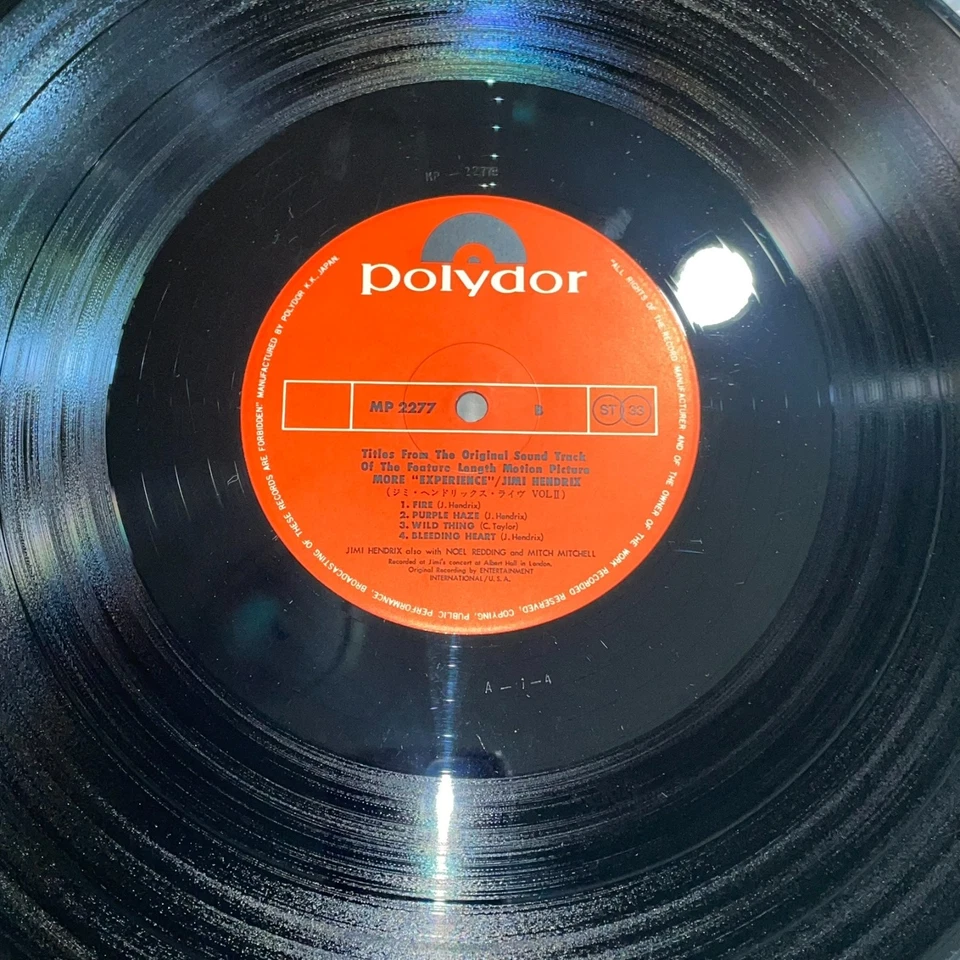 MP - 2277B
polydor
MANUFACTURED BY POLYDOR K.K. JAPAN.
"ALL RIGHTS OF THE RECORD MANUFACTURER AND OF THE OWNER OF THE WORK RECORDED RESERVED, COPYING, PUBLIC PERFORMANCE, BROADCASTING OF THESE RECORDS ARE FORBIDDEN"
MP 2277 B ST 33
Titles From The Original Sound Track
Of The Feature Length Motion Picture
MORE "EXPERIENCE"/JIMI HENDRIX
(ジミ・ヘンドリックス・ライヴ VOL.II)
1. FIRE (J. Hendrix)
2. PURPLE HAZE (J. Hendrix)
3. WILD THING (C. Taylor)
4. BLEEDING HEART (J. Hendrix)
JIMI HENDRIX also with NOEL REDDING and MITCH MITCHELL
Recorded at Jimi's concert at Albert Hall in London.
Original Recording by ENTERTAINMENT
INTERNATIONAL/U.S.A.
A-1-A